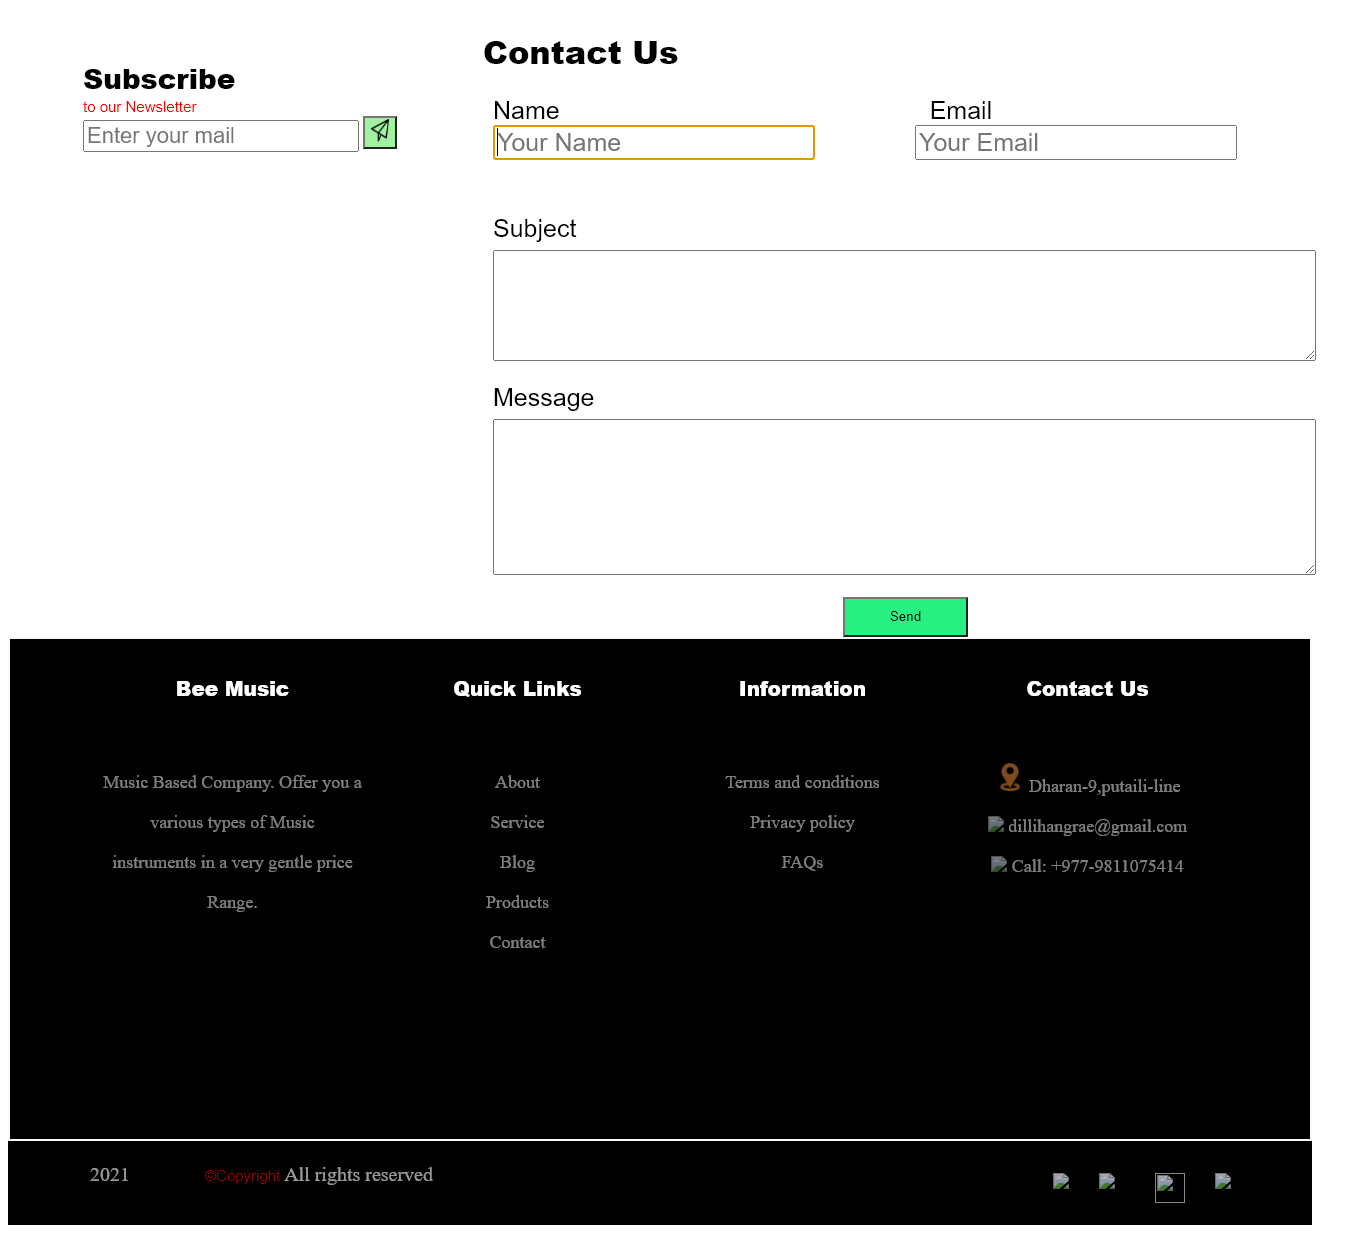 Subscribe
to our Newsletter
Enter your mail
Contact Us
Name
Your Name
Email
Your Email
Subject
Message
Send
Bee Music
Music Based Company. Offer you a
various types of Music
instruments in a very gentle price
Range.
Quick Links
About
Service
Blog
Products
Contact
Information
Terms and conditions
Privacy policy
FAQs
Contact Us
Dharan-9,putaili-line
dillihangrae@gmail.com
Call: +977-9811075414
2021 ©Copyright All rights reserved